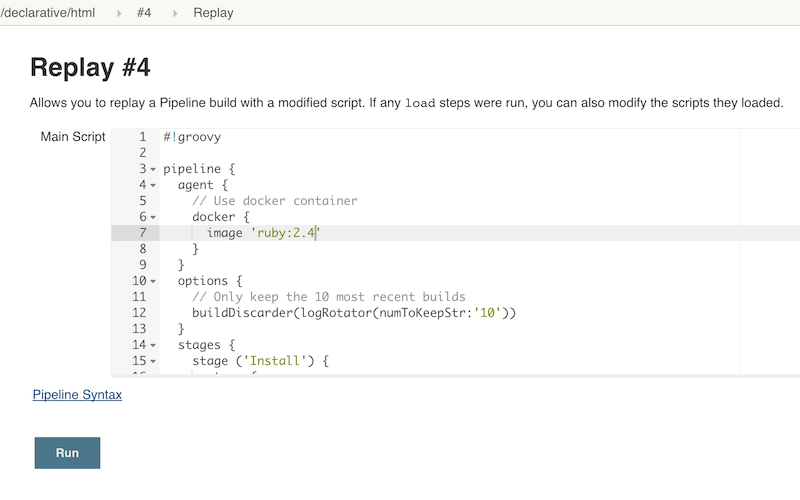 /declarative/html #4 Replay
Replay #4
Allows you to replay a Pipeline build with a modified script. If any load steps were run, you can also modify the scripts they loaded.
Main Script
1 #!groovy
2
3 pipeline {
4 agent {
5 // Use docker container
6 docker {
7 image 'ruby:2.4'
8 }
9 }
10 options {
11 // Only keep the 10 most recent builds
12 buildDiscarder(logRotator(numToKeepStr:'10'))
13 }
14 stages {
15 stage ('Install') {
Pipeline Syntax
Run